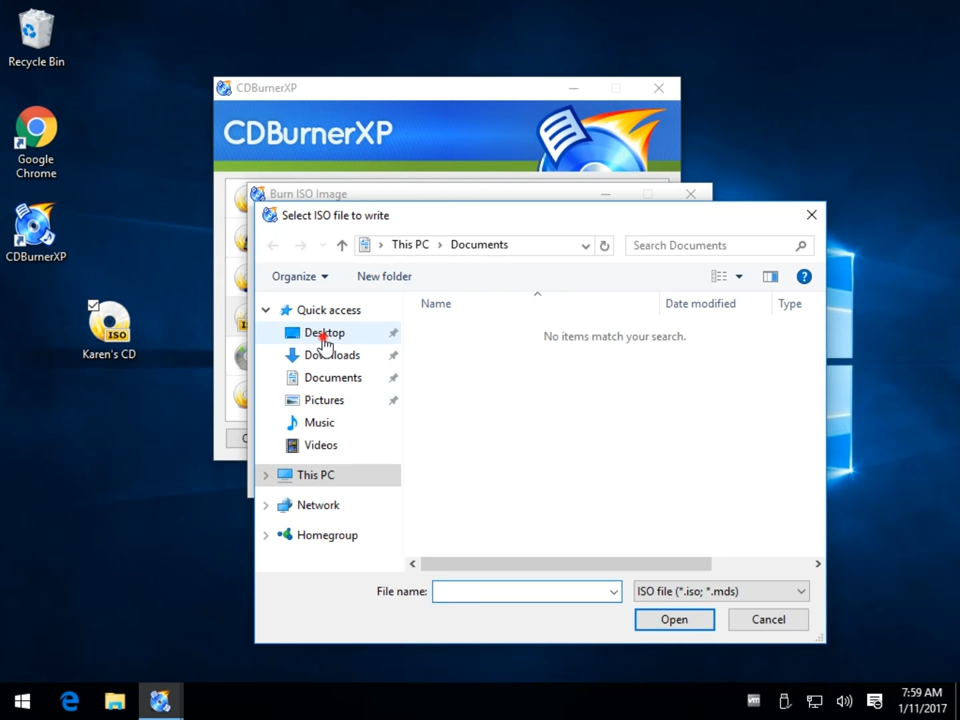 Recycle Bin
Google
Chrome
CDBurnerXP
ISO
Karen's CD
CDBurnerXP
CDBurnerXP
Burn ISO Image
Select ISO file to write
This PC
Documents
Search Documents
Organize
New folder
?
Name
Date modified
Type
No items match your search.
Quick access
Desktop
Downloads
Documents
Pictures
Music
Videos
This PC
Network
Homegroup
File name:
ISO file (*.iso; *.mds)
Open
Cancel
vm
7:59 AM
1/11/2017